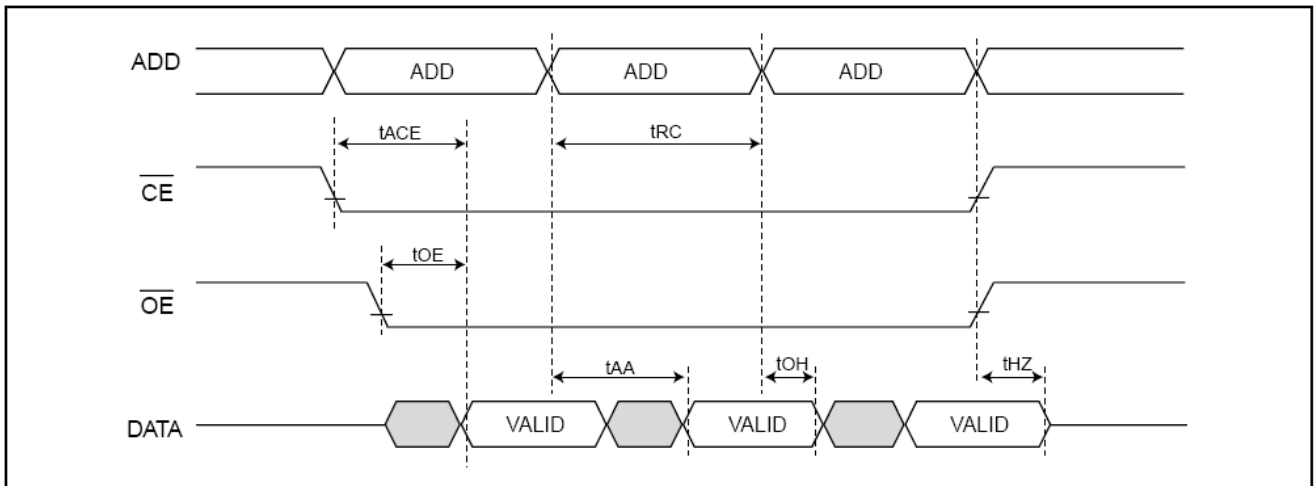 ADD ADD ADD ADD
tACE tRC
CE
tOE
OE
tAA tOH tHZ
DATA VALID VALID VALID